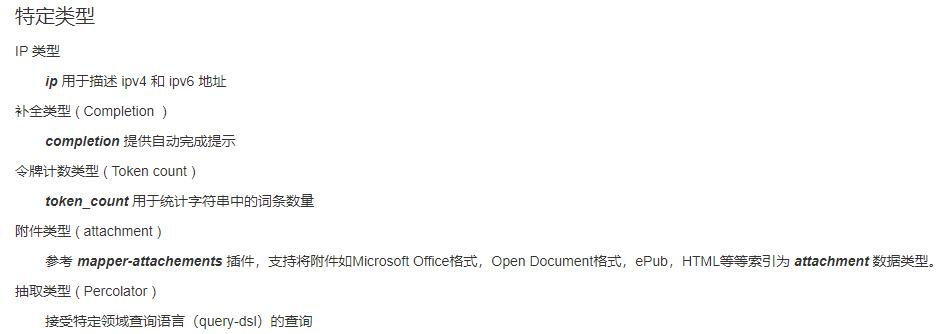 特定类型
IP 类型
ip 用于描述 ipv4 和 ipv6 地址
补全类型 ( Completion )
completion 提供自动完成提示
令牌计数类型 ( Token count )
token_count 用于统计字符串中的词条数量
附件类型 ( attachment )
参考 mapper-attachements 插件，支持将附件如Microsoft Office格式，Open Document格式，ePub，HTML等等索引为 attachment 数据类型。
抽取类型 ( Percolator )
接受特定领域查询语言（query-dsl）的查询